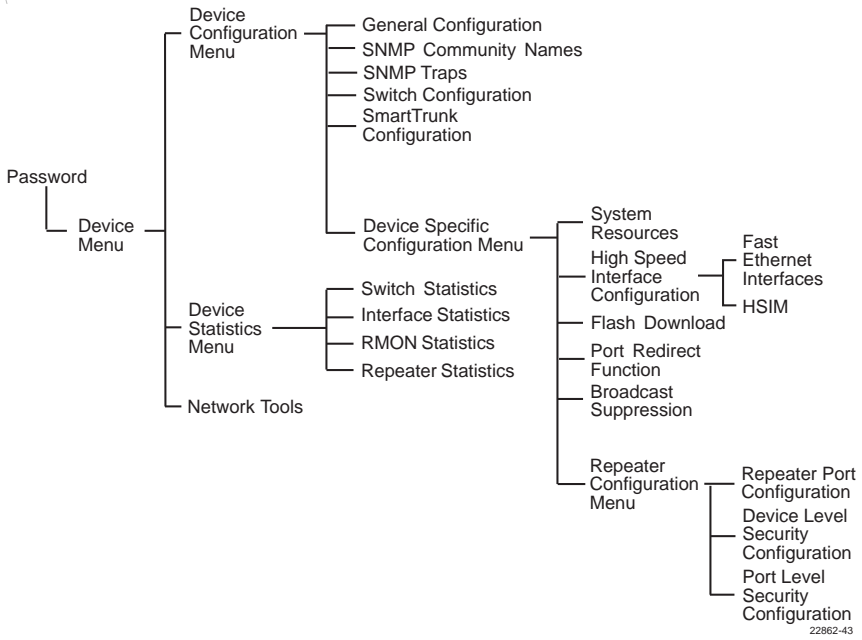 Password
Device
Menu
Device
Configuration
Menu
General Configuration
SNMP Community Names
SNMP Traps
Switch Configuration
SmartTrunk
Configuration
Device Specific
Configuration Menu
System
Resources
High Speed
Interface
Configuration
Fast
Ethernet
Interfaces
HSIM
Flash Download
Port Redirect
Function
Broadcast
Suppression
Repeater
Configuration
Menu
Repeater Port
Configuration
Device Level
Security
Configuration
Port Level
Security
Configuration
Device
Statistics
Menu
Switch Statistics
Interface Statistics
RMON Statistics
Repeater Statistics
Network Tools
22862-43